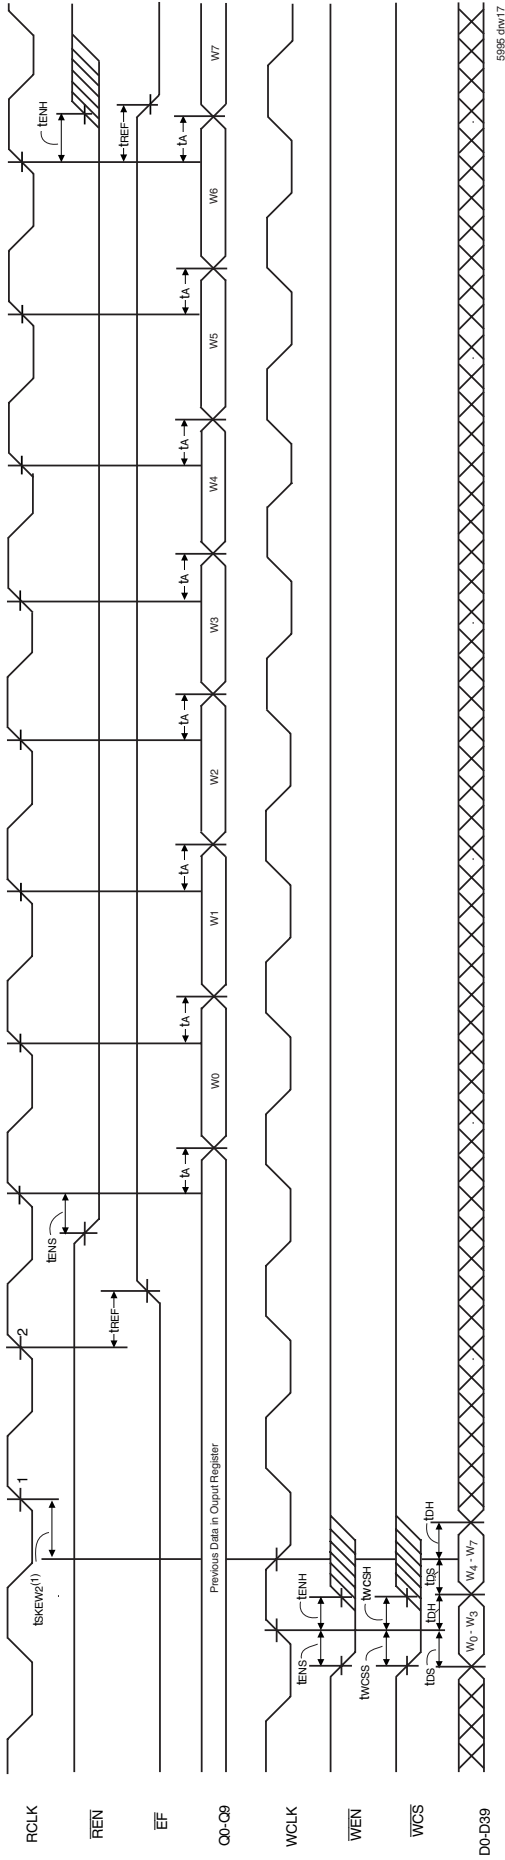 RCLK
1
2
tSKEW2(1)
tENH
REN
tENS
tREF
tREF
EF
tA
tA
tA
tA
tA
tA
tA
tA
Q0-Q9
Previous Data in Ouput Register
W0
W1
W2
W3
W4
W5
W6
W7
WCLK
tENS
tENH
WEN
tWCSS
tWCSH
WCS
tDS
tDH
tDS
tDH
D0-D39
W0 - W3
W4 - W7
5995 drw17